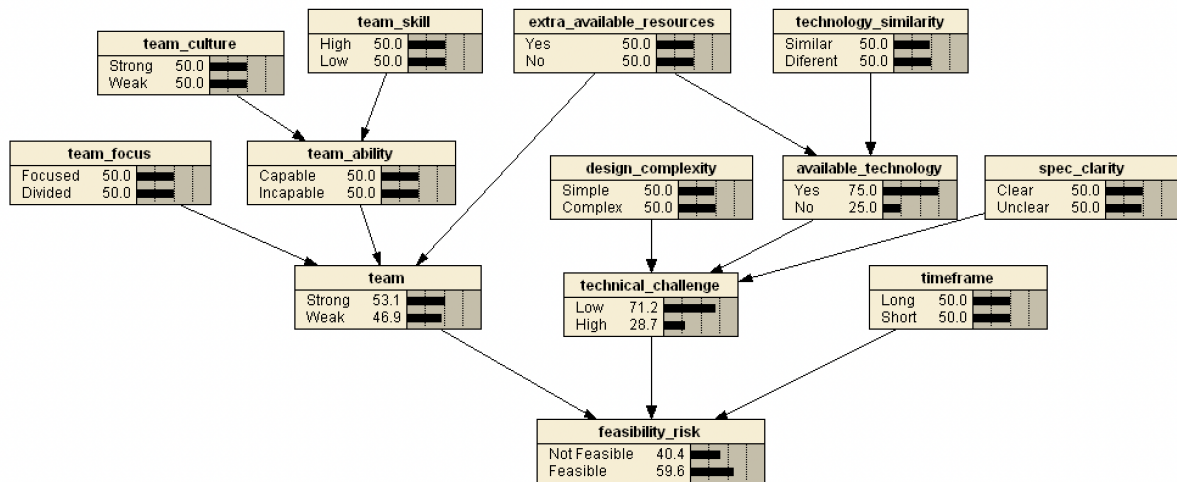 team_skill
High 50.0
Low 50.0
extra_available_resources
Yes 50.0
No 50.0
technology_similarity
Similar 50.0
Diferent 50.0
team_culture
Strong 50.0
Weak 50.0
team_focus
Focused 50.0
Divided 50.0
team_ability
Capable 50.0
Incapable 50.0
design_complexity
Simple 50.0
Complex 50.0
available_technology
Yes 75.0
No 25.0
spec_clarity
Clear 50.0
Unclear 50.0
team
Strong 53.1
Weak 46.9
technical_challenge
Low 71.2
High 28.7
timeframe
Long 50.0
Short 50.0
feasibility_risk
Not Feasible 40.4
Feasible 59.6